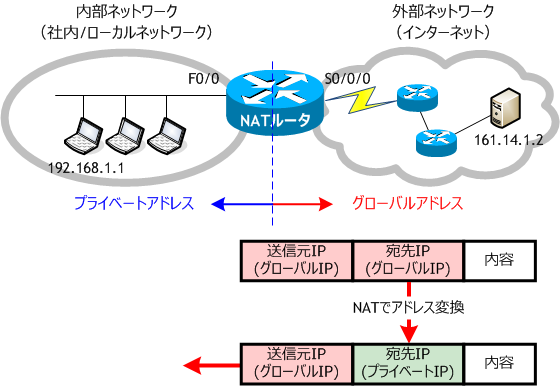 内部ネットワーク
(社内/ローカルネットワーク)
外部ネットワーク
(インターネット)
F0/0
S0/0/0
NATルータ
192.168.1.1
161.14.1.2
プライベートアドレス
グローバルアドレス
送信元IP
(グローバルIP)
宛先IP
(グローバルIP)
内容
NATでアドレス変換
送信元IP
(グローバルIP)
宛先IP
(プライベートIP)
内容